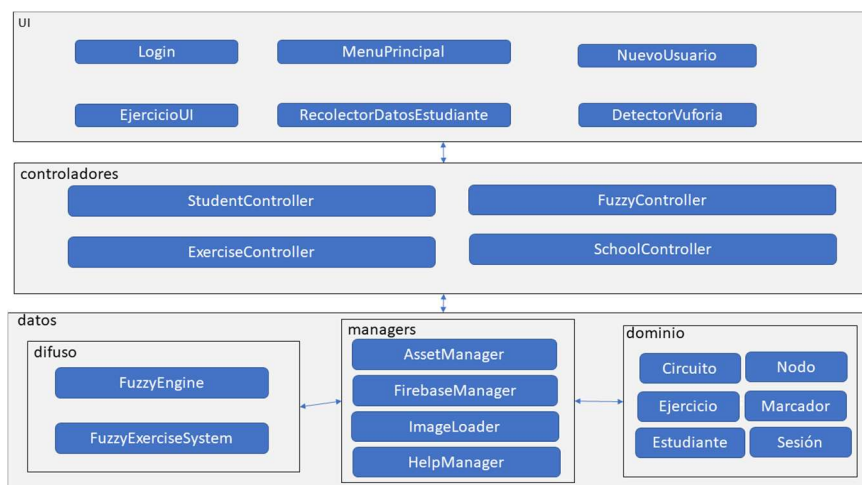 UI
Login
MenuPrincipal
NuevoUsuario
EjercicioUI
RecolectorDatosEstudiante
DetectorVuforia
controladores
StudentController
FuzzyController
ExerciseController
SchoolController
datos
difuso
FuzzyEngine
FuzzyExerciseSystem
managers
AssetManager
FirebaseManager
ImageLoader
HelpManager
dominio
Circuito
Nodo
Ejercicio
Marcador
Estudiante
Sesión